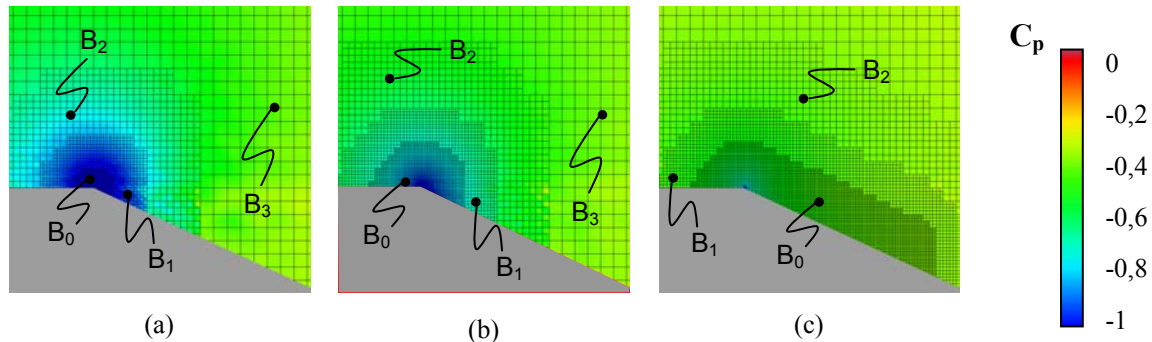 B₂
B₀
B₁
B₃
(a)
B₂
B₃
B₀
B₁
(b)
B₂
B₁
B₀
(c)
Cₚ
0
-0,2
-0,4
-0,6
-0,8
-1